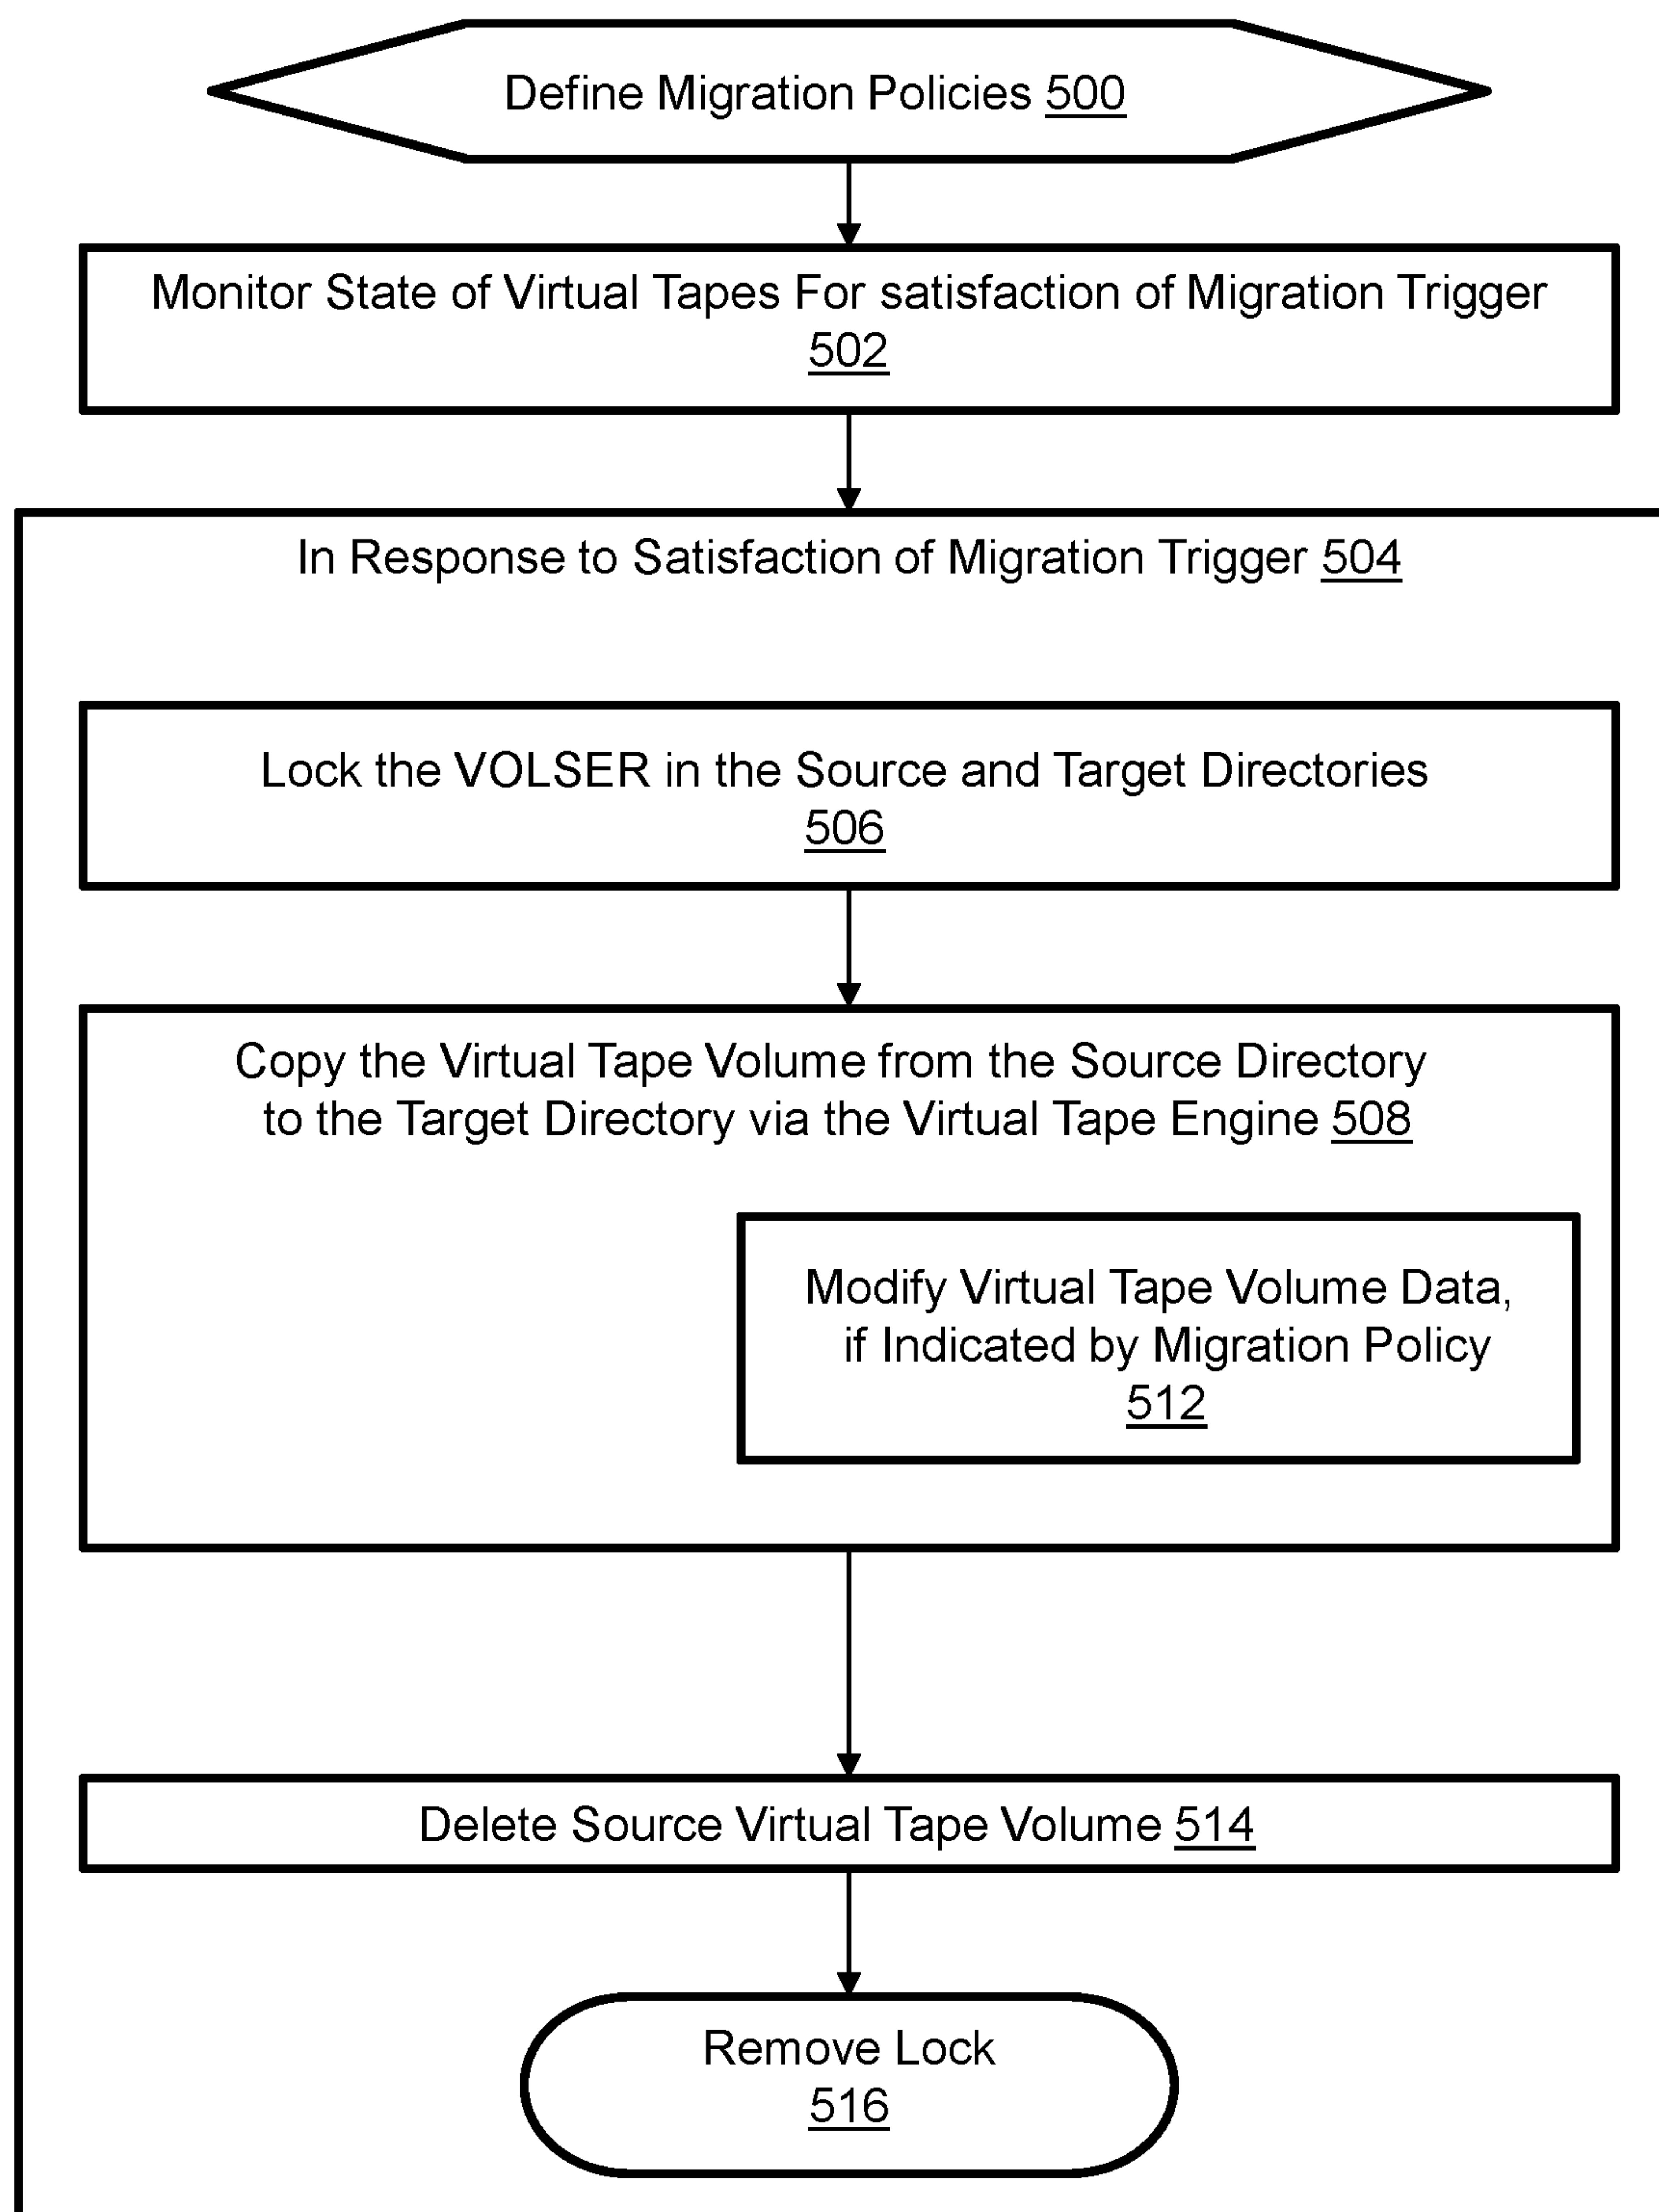 Define Migration Policies 500
Monitor State of Virtual Tapes For satisfaction of Migration Trigger
502
In Response to Satisfaction of Migration Trigger 504
Lock the VOLSER in the Source and Target Directories
506
Copy the Virtual Tape Volume from the Source Directory
to the Target Directory via the Virtual Tape Engine 508
Modify Virtual Tape Volume Data,
if Indicated by Migration Policy
512
Delete Source Virtual Tape Volume 514
Remove Lock
516